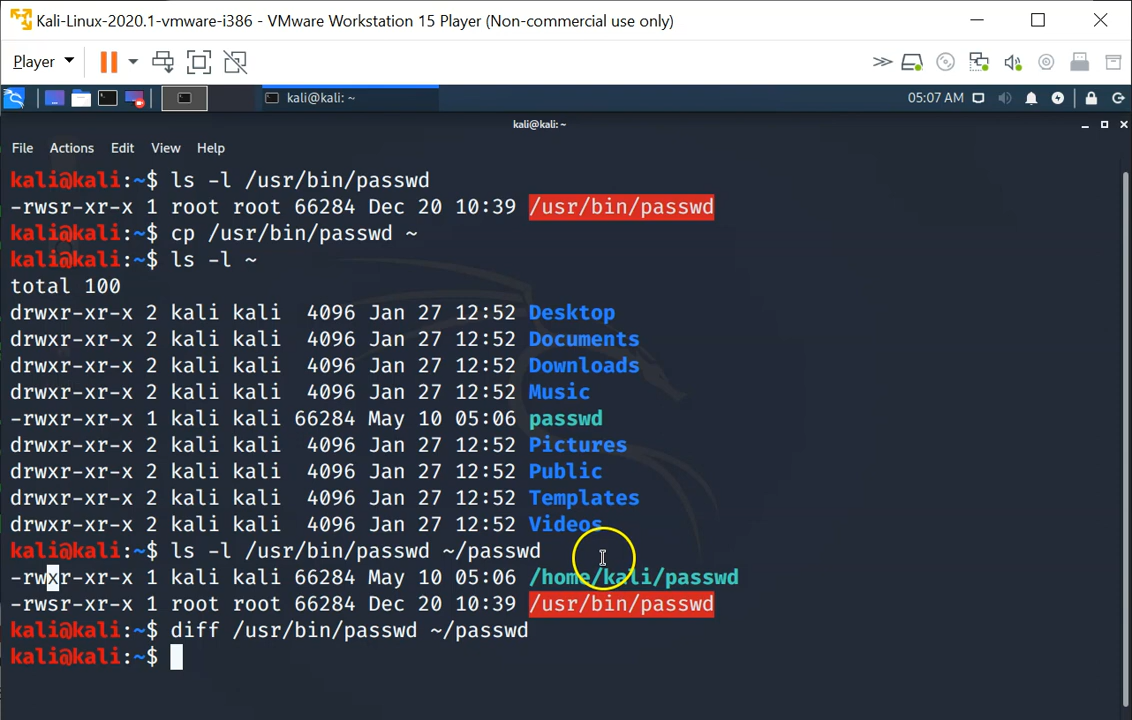 Kali-Linux-2020.1-vmware-i386 - VMware Workstation 15 Player (Non-commercial use only)
Player
kali@kali: ~
05:07 AM
kali@kali:~
File Actions Edit View Help
kali@kali:~$ ls -l /usr/bin/passwd
-rwsr-xr-x 1 root root 66284 Dec 20 10:39 /usr/bin/passwd
kali@kali:~$ cp /usr/bin/passwd ~
kali@kali:~$ ls -l ~
total 100
drwxr-xr-x 2 kali kali 4096 Jan 27 12:52 Desktop
drwxr-xr-x 2 kali kali 4096 Jan 27 12:52 Documents
drwxr-xr-x 2 kali kali 4096 Jan 27 12:52 Downloads
drwxr-xr-x 2 kali kali 4096 Jan 27 12:52 Music
-rwxr-xr-x 1 kali kali 66284 May 10 05:06 passwd
drwxr-xr-x 2 kali kali 4096 Jan 27 12:52 Pictures
drwxr-xr-x 2 kali kali 4096 Jan 27 12:52 Public
drwxr-xr-x 2 kali kali 4096 Jan 27 12:52 Templates
drwxr-xr-x 2 kali kali 4096 Jan 27 12:52 Videos
kali@kali:~$ ls -l /usr/bin/passwd ~/passwd
-rwxr-xr-x 1 kali kali 66284 May 10 05:06 /home/kali/passwd
-rwsr-xr-x 1 root root 66284 Dec 20 10:39 /usr/bin/passwd
kali@kali:~$ diff /usr/bin/passwd ~/passwd
kali@kali:~$